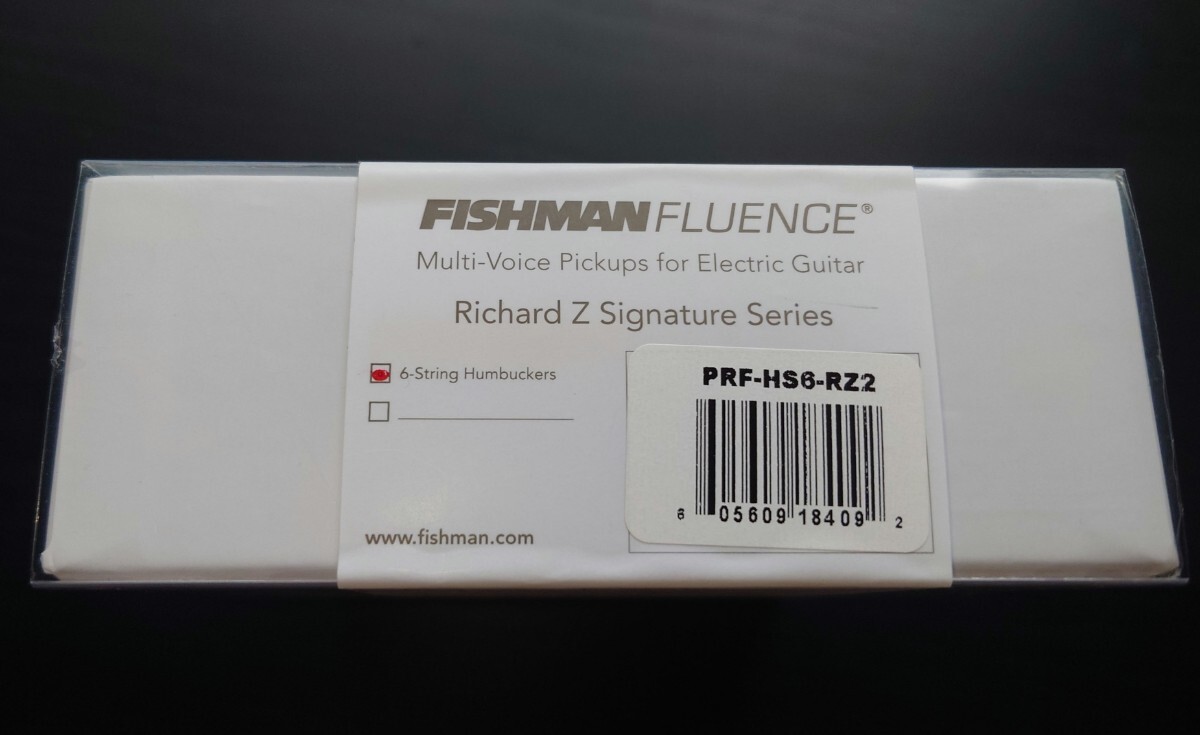 FISHMAN FLUENCE®
Multi-Voice Pickups for Electric Guitar
Richard Z Signature Series
6-String Humbuckers
www.fishman.com
PRF-HS6-RZ2
6 05609 18409 2